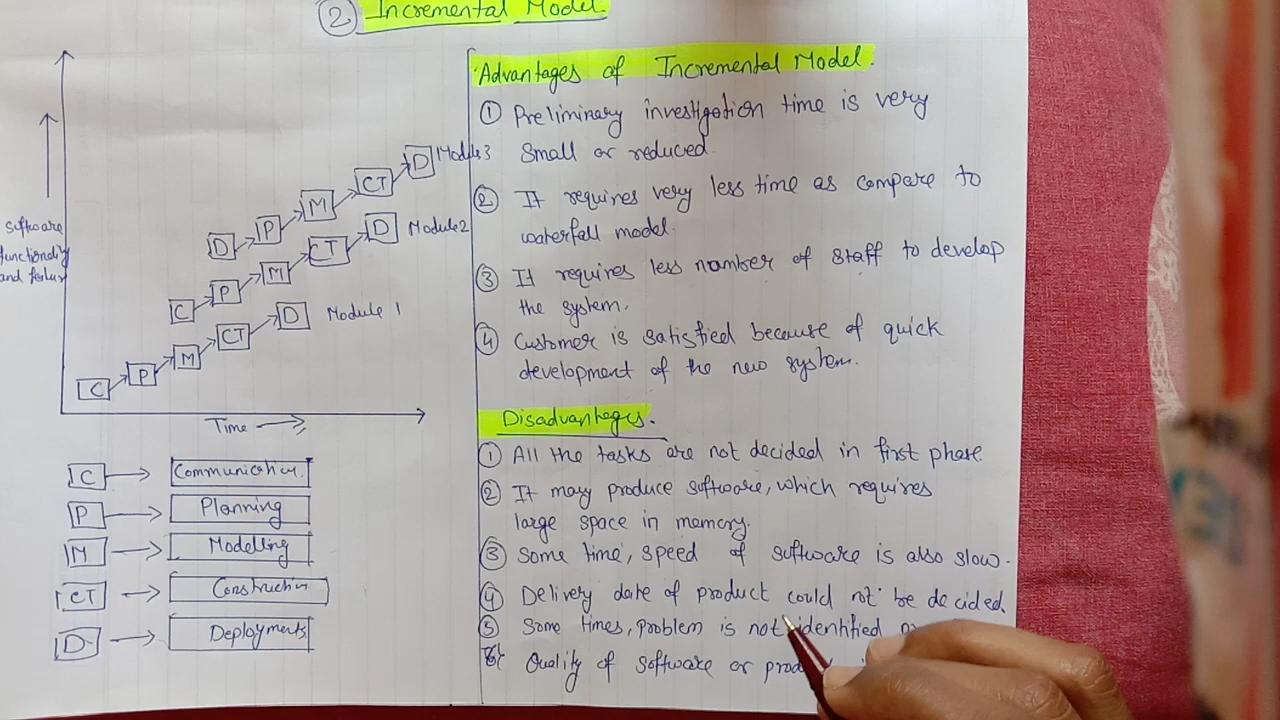 ② Incremental Model
Software
functionality
and featur
D P M CT D Module 3
C P M CT D Module 2
C P M CT D Module 1
Time
C Communication
P Planning
M Modelling
CT Construction
D Deployments
Advantages of Incremental Model.
① Preliminary investigation time is very
small or reduced.
② It requires very less time as compare to
waterfall model.
③ It requires less number of staff to develop
the system.
④ Customer is satisfied because of quick
development of the new system.
Disadvantages.
① All the tasks are not decided in first phase
② It may produce software, which requires
large space in memory.
③ Some time, speed of software is also slow.
④ Delivery date of product could not be decided.
⑤ Some times, problem is not identified
Quality of software or